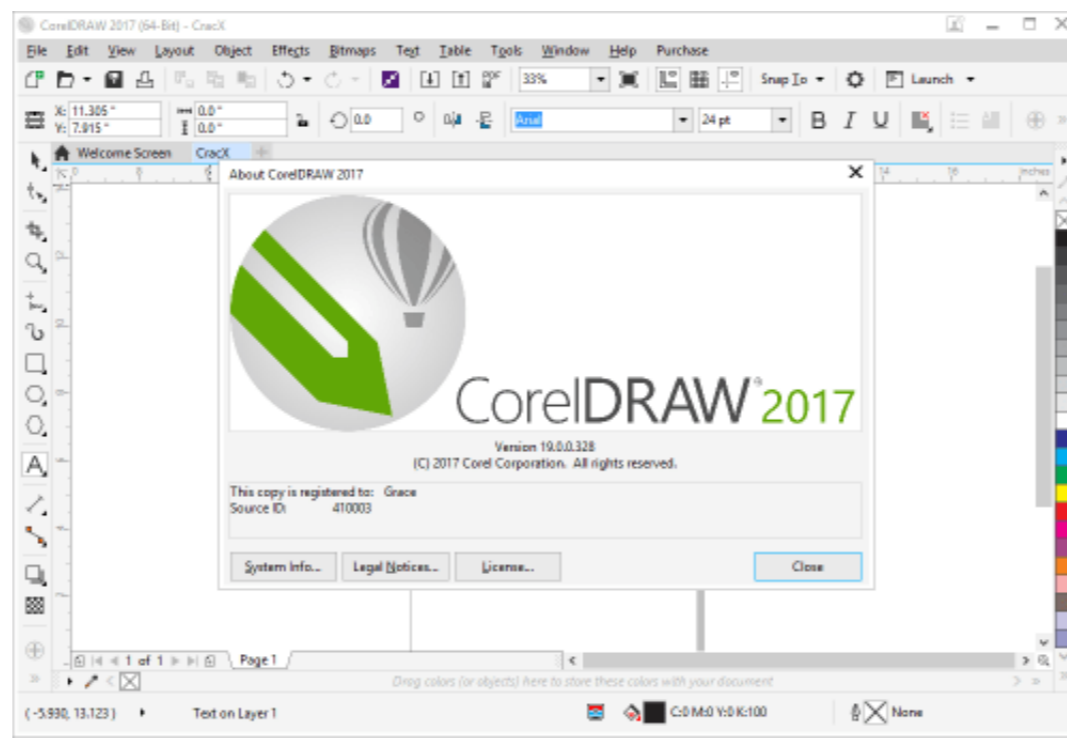 CorelDRAW 2017 (64-Bit) - CracX
File Edit View Layout Object Effects Bitmaps Text Table Tools Window Help Purchase
PDF 33% Snap To Launch
X: 11.305 " 0.0 "
Y: 7.915 " 0.0 "
0.0 ° Arial 24 pt B I U
Welcome Screen CracX
14 16 inches
About CorelDRAW 2017
CorelDRAW® 2017
Version 19.0.0.328
(C) 2017 Corel Corporation. All rights reserved.
This copy is registered to: Grace
Source ID: 410003
System Info... Legal Notices... License... Close
1 of 1 Page 1
Drag colors (or objects) here to store these colors with your document
( -5.930, 13.123 ) Text on Layer 1 C:0 M:0 Y:0 K:100 None